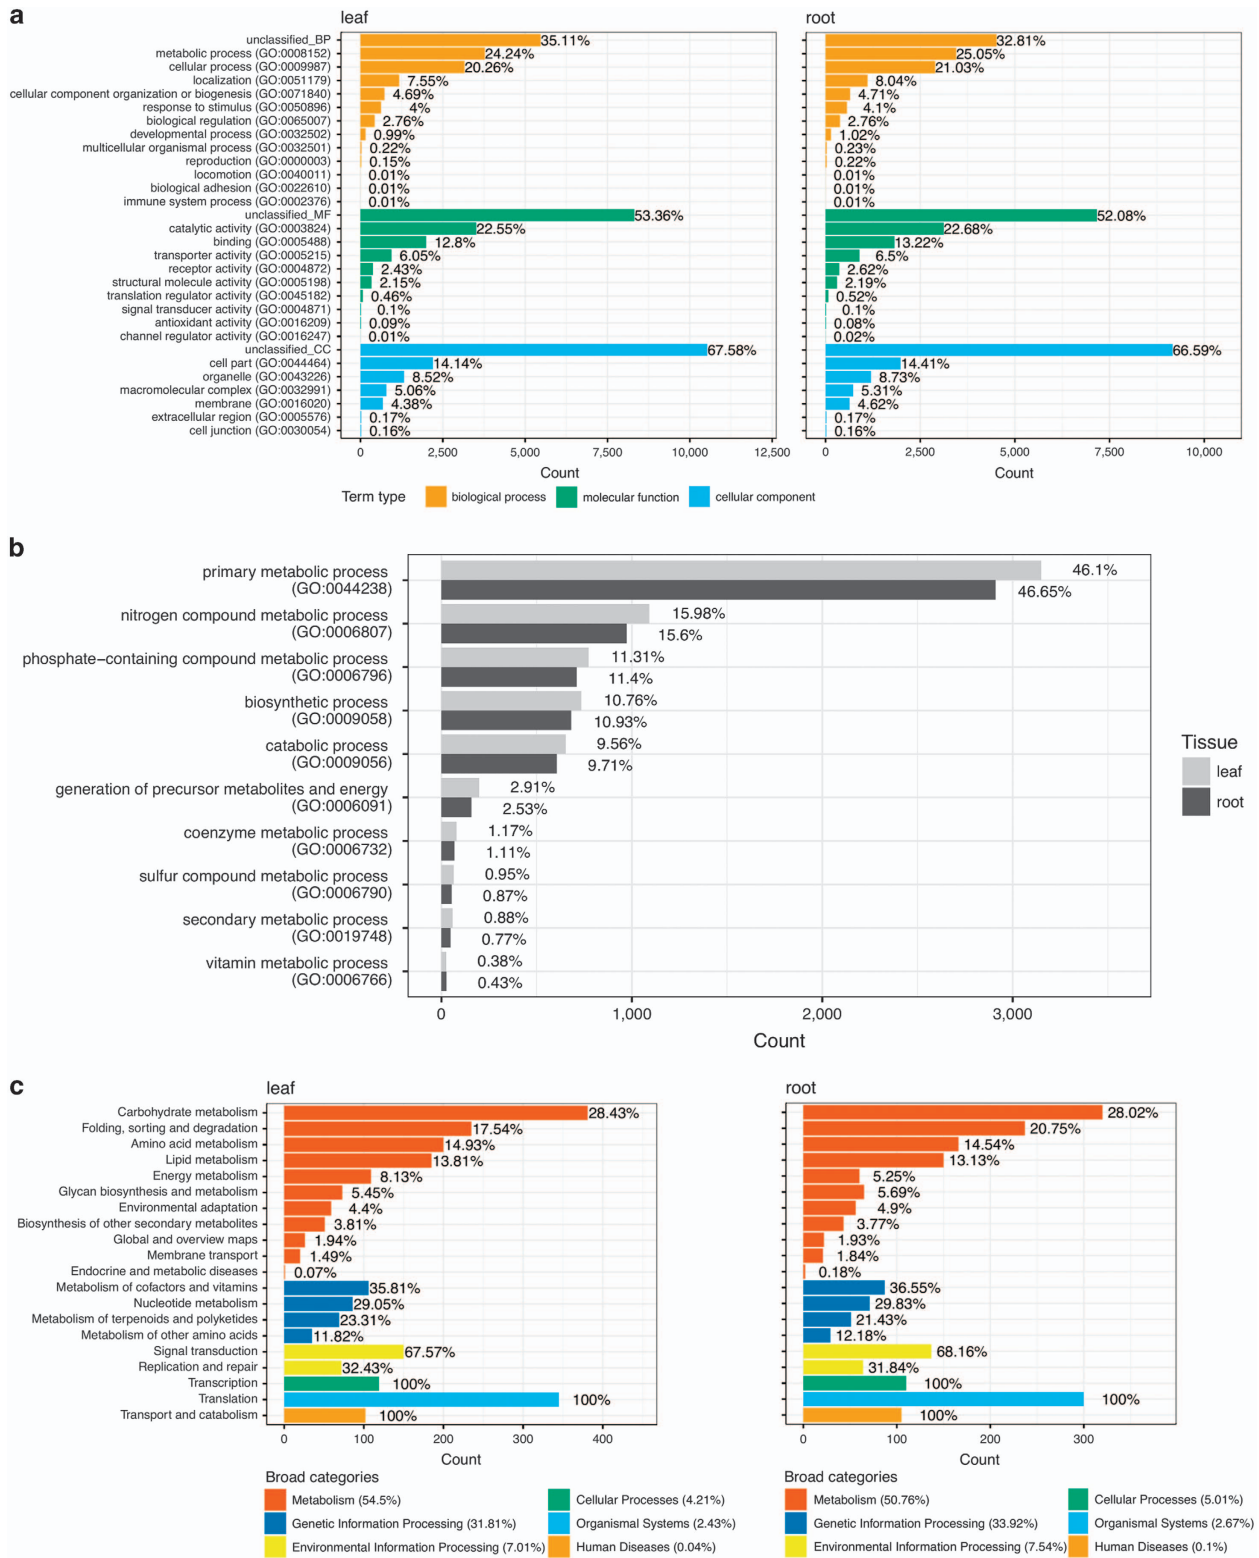 a
leaf
root
unclassified_BP 35.11% 32.81%
metabolic process (GO:0008152) 24.24% 25.05%
cellular process (GO:0009987) 20.26% 21.03%
localization (GO:0051179) 7.55% 8.04%
cellular component organization or biogenesis (GO:0071840) 4.69% 4.71%
response to stimulus (GO:0050896) 4% 4.1%
biological regulation (GO:0065007) 2.76% 2.76%
developmental process (GO:0032502) 0.99% 1.02%
multicellular organismal process (GO:0032501) 0.22% 0.23%
reproduction (GO:0000003) 0.15% 0.22%
locomotion (GO:0040011) 0.01% 0.01%
biological adhesion (GO:0022610) 0.01% 0.01%
immune system process (GO:0002376) 0.01% 0.01%
unclassified_MF 53.36% 52.08%
catalytic activity (GO:0003824) 22.55% 22.68%
binding (GO:0005488) 12.8% 13.22%
transporter activity (GO:0005215) 6.05% 6.5%
receptor activity (GO:0004872) 2.43% 2.62%
structural molecule activity (GO:0005198) 2.15% 2.19%
translation regulator activity (GO:0045182) 0.46% 0.52%
signal transducer activity (GO:0004871) 0.1% 0.1%
antioxidant activity (GO:0016209) 0.09% 0.08%
channel regulator activity (GO:0016247) 0.01% 0.02%
unclassified_CC 67.58% 66.59%
cell part (GO:0044464) 14.14% 14.41%
organelle (GO:0043226) 8.52% 8.73%
macromolecular complex (GO:0032991) 5.06% 5.31%
membrane (GO:0016020) 4.38% 4.62%
extracellular region (GO:0005576) 0.17% 0.17%
cell junction (GO:0030054) 0.16% 0.16%
0 2,500 5,000 7,500 10,000 12,500 0 2,500 5,000 7,500 10,000
Count Count
Term type biological process molecular function cellular component
b
primary metabolic process 46.1%
(GO:0044238) 46.65%
nitrogen compound metabolic process 15.98%
(GO:0006807) 15.6%
phosphate−containing compound metabolic process 11.31%
(GO:0006796) 11.4%
biosynthetic process 10.76%
(GO:0009058) 10.93%
catabolic process 9.56%
(GO:0009056) 9.71%
generation of precursor metabolites and energy 2.91%
(GO:0006091) 2.53%
coenzyme metabolic process 1.17%
(GO:0006732) 1.11%
sulfur compound metabolic process 0.95%
(GO:0006790) 0.87%
secondary metabolic process 0.88%
(GO:0019748) 0.77%
vitamin metabolic process 0.38%
(GO:0006766) 0.43%
0 1,000 2,000 3,000
Count
Tissue
leaf
root
c
leaf
root
Carbohydrate metabolism 28.43% 28.02%
Folding, sorting and degradation 17.54% 20.75%
Amino acid metabolism 14.93% 14.54%
Lipid metabolism 13.81% 13.13%
Energy metabolism 8.13% 5.25%
Glycan biosynthesis and metabolism 5.45% 5.69%
Environmental adaptation 4.4% 4.9%
Biosynthesis of other secondary metabolites 3.81% 3.77%
Global and overview maps 1.94% 1.93%
Membrane transport 1.49% 1.84%
Endocrine and metabolic diseases 0.07% 0.18%
Metabolism of cofactors and vitamins 35.81% 36.55%
Nucleotide metabolism 29.05% 29.83%
Metabolism of terpenoids and polyketides 23.31% 21.43%
Metabolism of other amino acids 11.82% 12.18%
Signal transduction 67.57% 68.16%
Replication and repair 32.43% 31.84%
Transcription 100% 100%
Translation 100% 100%
Transport and catabolism 100% 100%
0 100 200 300 400 0 100 200 300
Count Count
Broad categories
Metabolism (54.5%) Cellular Processes (4.21%)
Genetic Information Processing (31.81%) Organismal Systems (2.43%)
Environmental Information Processing (7.01%) Human Diseases (0.04%)
Broad categories
Metabolism (50.76%) Cellular Processes (5.01%)
Genetic Information Processing (33.92%) Organismal Systems (2.67%)
Environmental Information Processing (7.54%) Human Diseases (0.1%)